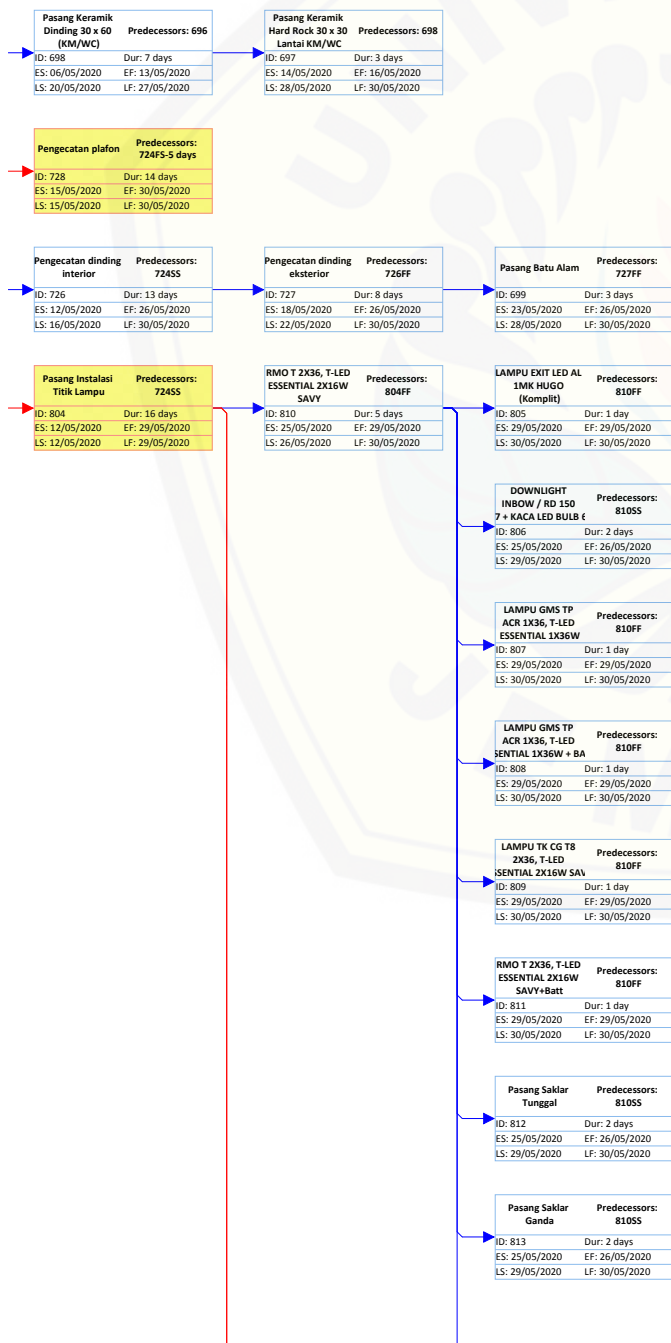 Pasang Keramik
Dinding 30 x 60
(KM/WC)
Predecessors: 696
ID: 698 Dur: 7 days
ES: 06/05/2020 EF: 13/05/2020
LS: 20/05/2020 LF: 27/05/2020
Pasang Keramik
Hard Rock 30 x 30
Lantai KM/WC
Predecessors: 698
ID: 697 Dur: 3 days
ES: 14/05/2020 EF: 16/05/2020
LS: 28/05/2020 LF: 30/05/2020
Pengecatan plafon
Predecessors:
724FS-5 days
ID: 728 Dur: 14 days
ES: 15/05/2020 EF: 30/05/2020
LS: 15/05/2020 LF: 30/05/2020
Pengecatan dinding
interior
Predecessors:
724SS
ID: 726 Dur: 13 days
ES: 12/05/2020 EF: 26/05/2020
LS: 16/05/2020 LF: 30/05/2020
Pengecatan dinding
eksterior
Predecessors:
726FF
ID: 727 Dur: 8 days
ES: 18/05/2020 EF: 26/05/2020
LS: 22/05/2020 LF: 30/05/2020
Pasang Batu Alam
Predecessors:
727FF
ID: 699 Dur: 3 days
ES: 23/05/2020 EF: 26/05/2020
LS: 28/05/2020 LF: 30/05/2020
Pasang Instalasi
Titik Lampu
Predecessors:
724SS
ID: 804 Dur: 16 days
ES: 12/05/2020 EF: 29/05/2020
LS: 12/05/2020 LF: 29/05/2020
RMO T 2X36, T-LED
ESSENTIAL 2X16W
SAVY
Predecessors:
804FF
ID: 810 Dur: 5 days
ES: 25/05/2020 EF: 29/05/2020
LS: 26/05/2020 LF: 30/05/2020
LAMPU EXIT LED AL
1MK HUGO
(Komplit)
Predecessors:
810FF
ID: 805 Dur: 1 day
ES: 29/05/2020 EF: 29/05/2020
LS: 30/05/2020 LF: 30/05/2020
DOWNLIGHT
INBOW / RD 150
7 + KACA LED BULB 6
Predecessors:
810SS
ID: 806 Dur: 2 days
ES: 25/05/2020 EF: 26/05/2020
LS: 29/05/2020 LF: 30/05/2020
LAMPU GMS TP
ACR 1X36, T-LED
ESSENTIAL 1X36W
Predecessors:
810FF
ID: 807 Dur: 1 day
ES: 29/05/2020 EF: 29/05/2020
LS: 30/05/2020 LF: 30/05/2020
LAMPU GMS TP
ACR 1X36, T-LED
SENTIAL 1X36W + BA
Predecessors:
810FF
ID: 808 Dur: 1 day
ES: 29/05/2020 EF: 29/05/2020
LS: 30/05/2020 LF: 30/05/2020
LAMPU TK CG T8
2X36, T-LED
SSENTIAL 2X16W SAV
Predecessors:
810FF
ID: 809 Dur: 1 day
ES: 29/05/2020 EF: 29/05/2020
LS: 30/05/2020 LF: 30/05/2020
RMO T 2X36, T-LED
ESSENTIAL 2X16W
SAVY+Batt
Predecessors:
810FF
ID: 811 Dur: 1 day
ES: 29/05/2020 EF: 29/05/2020
LS: 30/05/2020 LF: 30/05/2020
Pasang Saklar
Tunggal
Predecessors:
810SS
ID: 812 Dur: 2 days
ES: 25/05/2020 EF: 26/05/2020
LS: 29/05/2020 LF: 30/05/2020
Pasang Saklar
Ganda
Predecessors:
810SS
ID: 813 Dur: 2 days
ES: 25/05/2020 EF: 26/05/2020
LS: 29/05/2020 LF: 30/05/2020